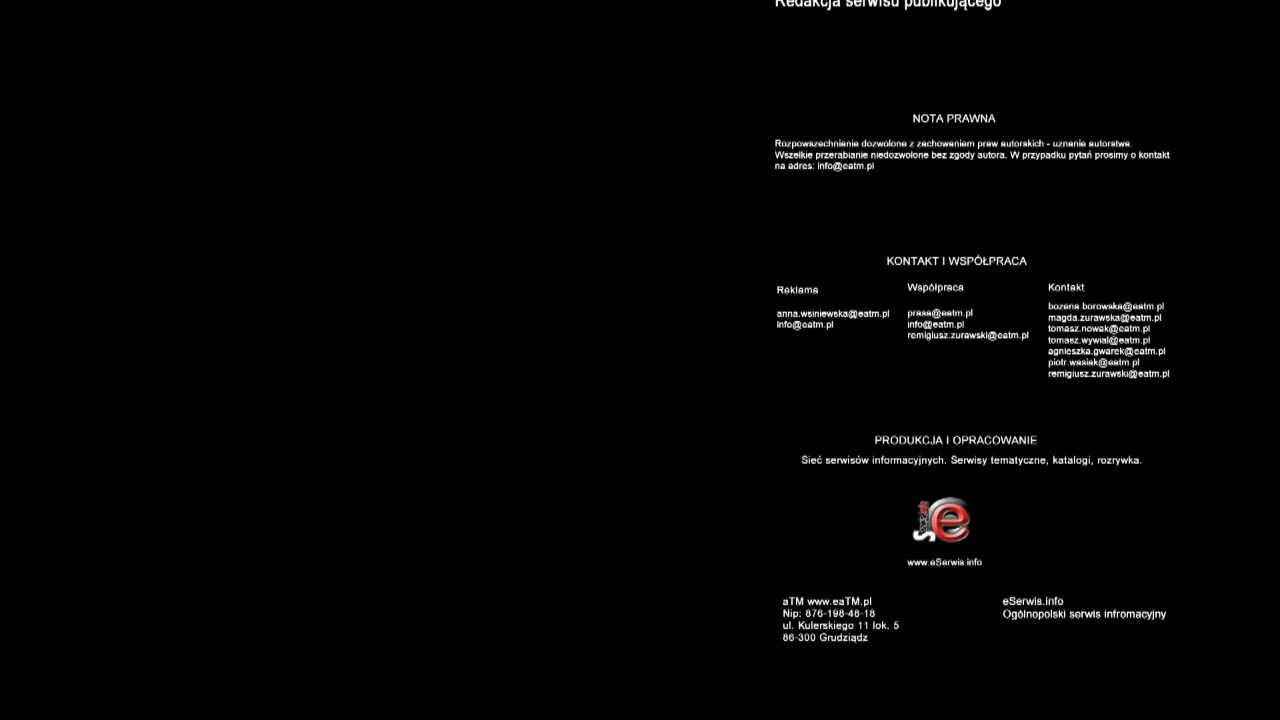 Redakcja serwisu publikującego
NOTA PRAWNA
Rozpowszechnianie dozwolone z zachowaniem praw autorskich - uznanie autorstwa.
Wszelkie przerabianie niedozwolone bez zgody autora. W przypadku pytań prosimy o kontakt
na adres: info@eatm.pl
KONTAKT I WSPÓŁPRACA
Reklama
anna.wsiniewska@eatm.pl
info@eatm.pl
Współpraca
prasa@eatm.pl
info@eatm.pl
remigiusz.zurawski@eatm.pl
Kontakt
bozena.borowska@eatm.pl
magda.zurawska@eatm.pl
tomasz.nowak@eatm.pl
tomasz.wywial@eatm.pl
agnieszka.gwarek@eatm.pl
piotr.wasiak@eatm.pl
remigiusz.zurawski@eatm.pl
PRODUKCJA I OPRACOWANIE
Sieć serwisów informacyjnych. Serwisy tematyczne, katalogi, rozrywka.
e
www.eSerwis.info
aTM www.eaTM.pl
Nip: 876-198-48-18
ul. Kulerskiego 11 lok. 5
86-300 Grudziądz
eSerwis.info
Ogólnopolski serwis infromacyjny